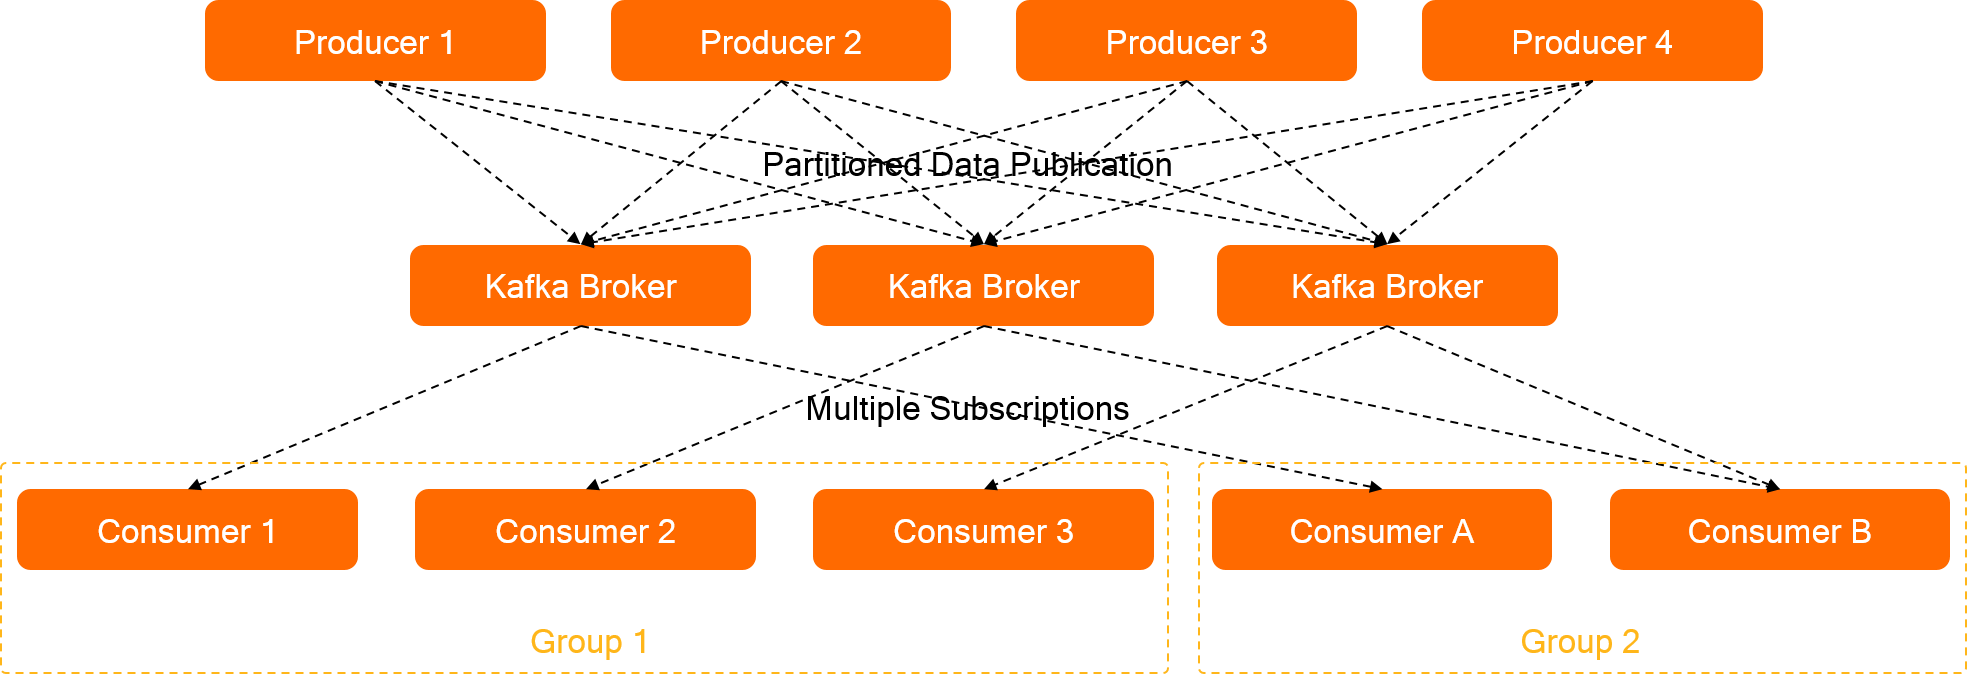 Producer 1
Producer 2
Producer 3
Producer 4
Partitioned Data Publication
Kafka Broker
Kafka Broker
Kafka Broker
Multiple Subscriptions
Consumer 1
Consumer 2
Consumer 3
Consumer A
Consumer B
Group 1
Group 2